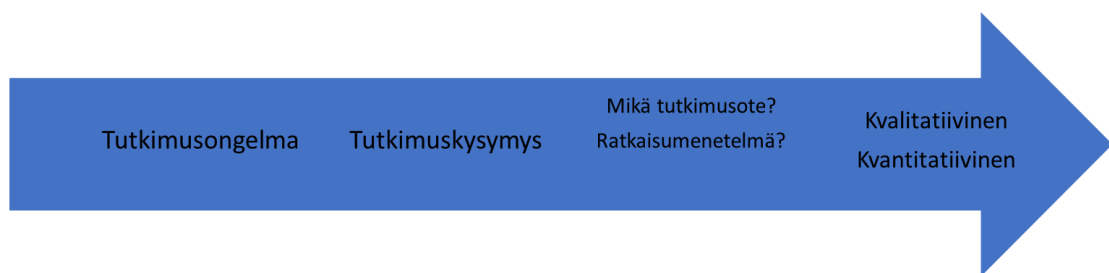 Tutkimusongelma
Tutkimuskysymys
Mikä tutkimusote?
Ratkaisumenetelmä?
Kvalitatiivinen
Kvantitatiivinen